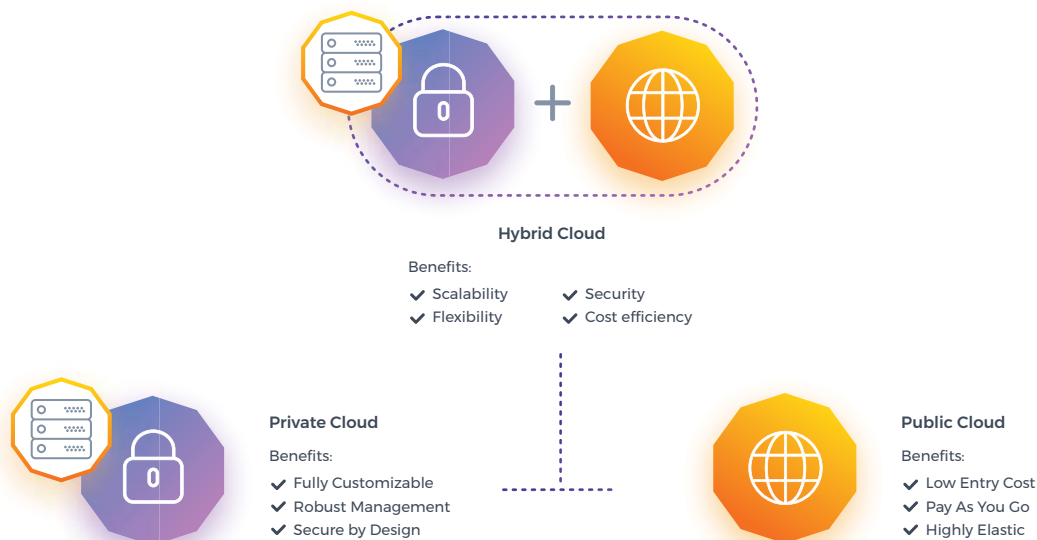 Hybrid Cloud
Benefits:
Scalability
Flexibility
Security
Cost efficiency
Private Cloud
Benefits:
Fully Customizable
Robust Management
Secure by Design
Public Cloud
Benefits:
Low Entry Cost
Pay As You Go
Highly Elastic